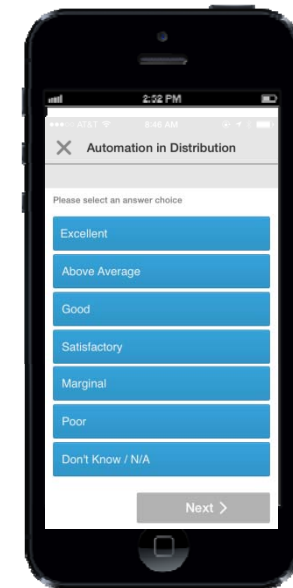 2:32 PM
AT&T 8:46 AM
Automation in Distribution
Please select an answer choice
Excellent
Above Average
Good
Satisfactory
Marginal
Poor
Don't Know / N/A
Next >